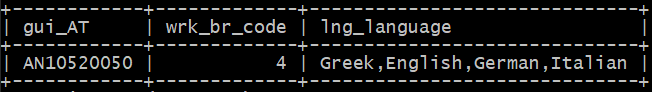 +------------+-------------+-------------------------------+
| gui_AT | wrk_br_code | lng_language |
+------------+-------------+-------------------------------+
| AN10520050 | 4 | Greek,English,German,Italian |
+------------+-------------+-------------------------------+